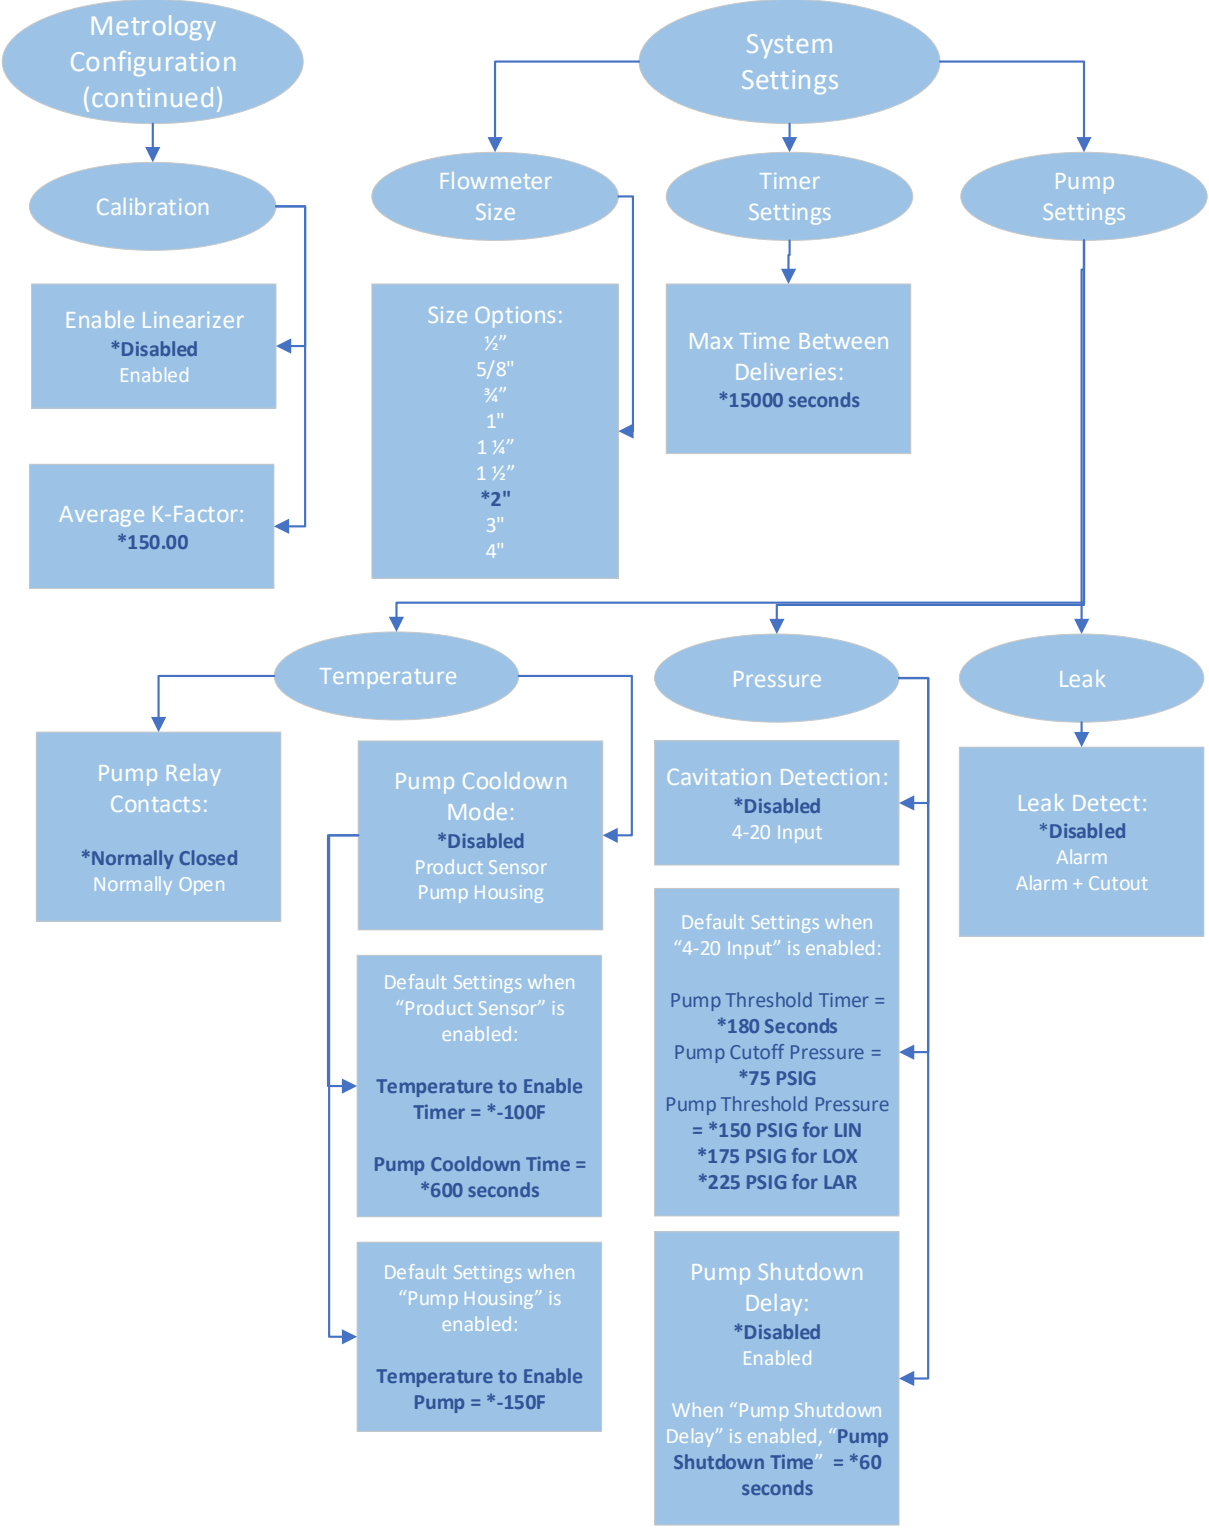 Metrology
Configuration
(continued)
System
Settings
Calibration
Flowmeter
Size
Timer
Settings
Pump
Settings
Enable Linearizer
*Disabled
Enabled
Average K-Factor:
*150.00
Size Options:
½”
5/8"
¾”
1"
1 ¼”
1 ½”
*2"
3"
4"
Max Time Between
Deliveries:
*15000 seconds
Temperature
Pressure
Leak
Pump Relay
Contacts:
*Normally Closed
Normally Open
Pump Cooldown
Mode:
*Disabled
Product Sensor
Pump Housing
Default Settings when
“Product Sensor” is
enabled:
Temperature to Enable
Timer = *-100F
Pump Cooldown Time =
*600 seconds
Default Settings when
“Pump Housing” is
enabled:
Temperature to Enable
Pump = *-150F
Cavitation Detection:
*Disabled
4-20 Input
Default Settings when
“4-20 Input” is enabled:
Pump Threshold Timer =
*180 Seconds
Pump Cutoff Pressure =
*75 PSIG
Pump Threshold Pressure
= *150 PSIG for LIN
*175 PSIG for LOX
*225 PSIG for LAR
Pump Shutdown
Delay:
*Disabled
Enabled
When “Pump Shutdown
Delay” is enabled, “Pump
Shutdown Time” = *60
seconds
Leak Detect:
*Disabled
Alarm
Alarm + Cutout